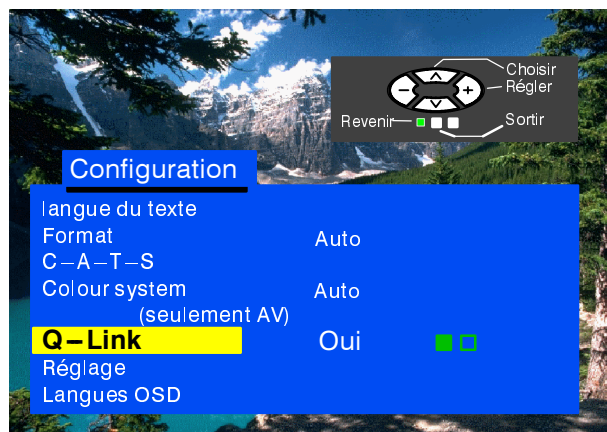 Choisir
Régler
Revenir
Sortir
Configuration
langue du texte
Format Auto
C–A–T–S
Colour system Auto
(seulement AV)
Q–Link Oui
Réglage
Langues OSD